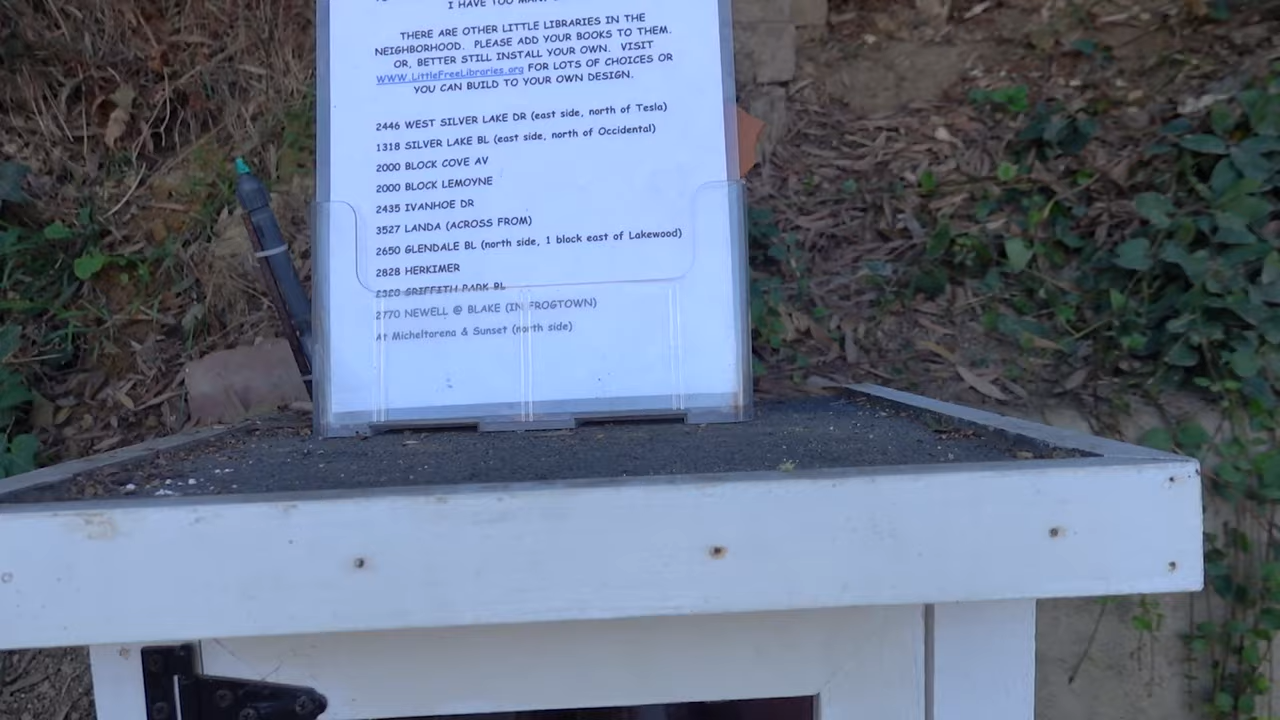 I HAVE TOO MANY
THERE ARE OTHER LITTLE LIBRARIES IN THE
NEIGHBORHOOD. PLEASE ADD YOUR BOOKS TO THEM.
OR, BETTER STILL INSTALL YOUR OWN. VISIT
WWW.LittleFreeLibraries.org FOR LOTS OF CHOICES OR
YOU CAN BUILD TO YOUR OWN DESIGN.
2446 WEST SILVER LAKE DR (east side, north of Tesla)
1318 SILVER LAKE BL (east side, north of Occidental)
2000 BLOCK COVE AV
2000 BLOCK LEMOYNE
2435 IVANHOE DR
3527 LANDA (ACROSS FROM)
2650 GLENDALE BL (north side, 1 block east of Lakewood)
2828 HERKIMER
GRIFFITH PARK BL
2770 NEWELL @ BLAKE (IN FROGTOWN)
At Micheltorena & Sunset (north side)